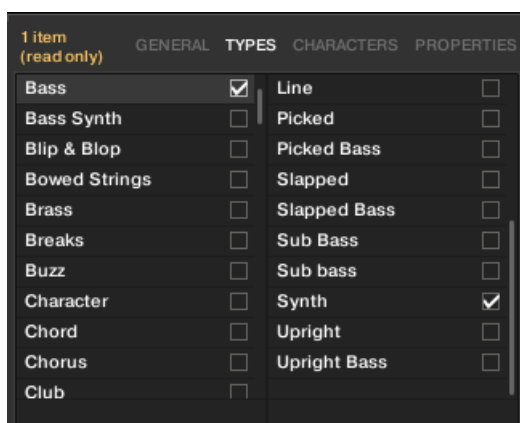 1 item
(read only)
GENERAL TYPES CHARACTERS PROPERTIES
Bass
Bass Synth
Blip & Blop
Bowed Strings
Brass
Breaks
Buzz
Character
Chord
Chorus
Club
Line
Picked
Picked Bass
Slapped
Slapped Bass
Sub Bass
Sub bass
Synth
Upright
Upright Bass